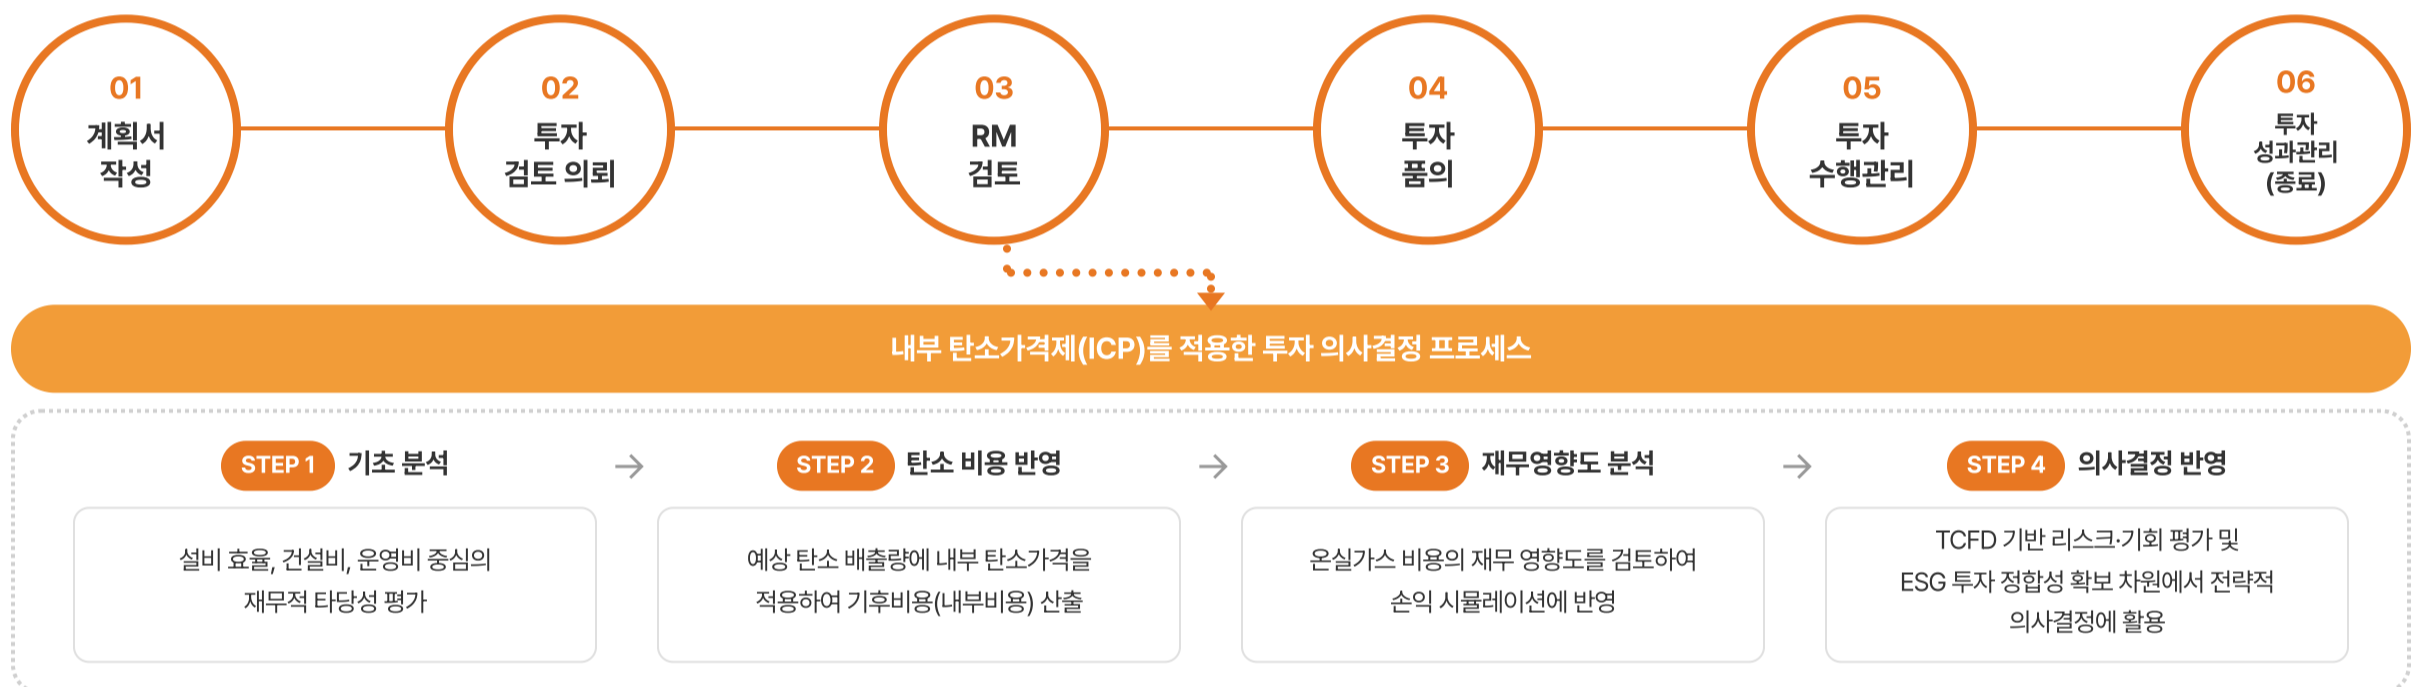 01
계획서
작성
02
투자
검토 의뢰
03
RM
검토
04
투자
품의
05
투자
수행관리
06
투자
성과관리
(종료)
내부 탄소가격제(ICP)를 적용한 투자 의사결정 프로세스
STEP 1 기초 분석
설비 효율, 건설비, 운영비 중심의
재무적 타당성 평가
→
STEP 2 탄소 비용 반영
예상 탄소 배출량에 내부 탄소가격을
적용하여 기후비용(내부비용) 산출
→
STEP 3 재무영향도 분석
온실가스 비용의 재무 영향도를 검토하여
손익 시뮬레이션에 반영
→
STEP 4 의사결정 반영
TCFD 기반 리스크·기회 평가 및
ESG 투자 정합성 확보 차원에서 전략적
의사결정에 활용